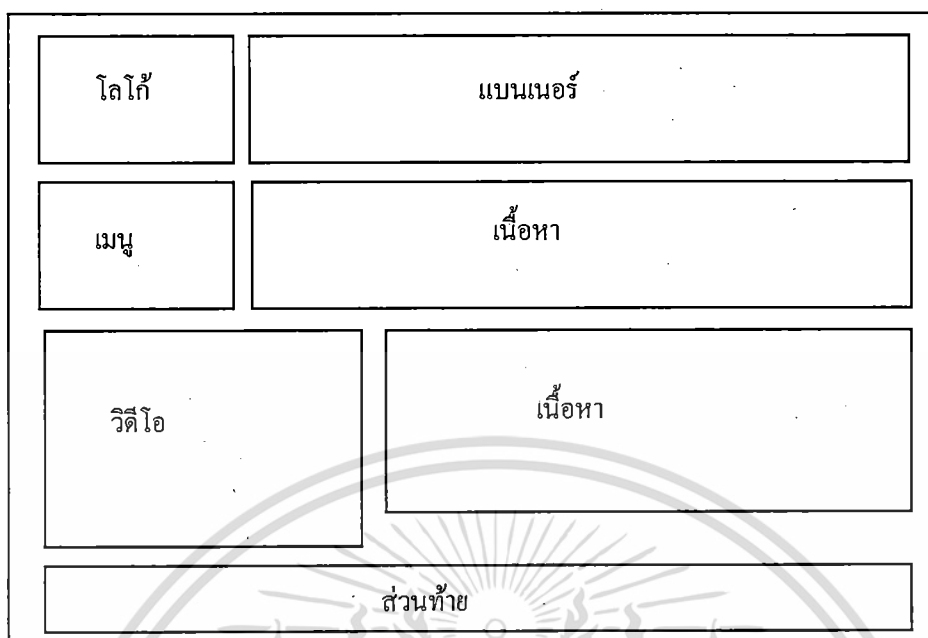 โลโก้
แบนเนอร์
เมนู
เนื้อหา
วิดีโอ
เนื้อหา
ส่วนท้าย